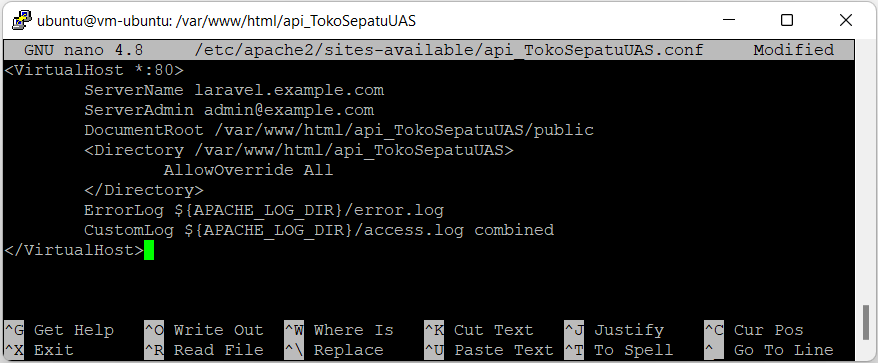 ubuntu@vm-ubuntu: /var/www/html/api_TokoSepatuUAS
GNU nano 4.8 /etc/apache2/sites-available/api_TokoSepatuUAS.conf Modified
<VirtualHost *:80>
ServerName laravel.example.com
ServerAdmin admin@example.com
DocumentRoot /var/www/html/api_TokoSepatuUAS/public
<Directory /var/www/html/api_TokoSepatuUAS>
AllowOverride All
</Directory>
ErrorLog ${APACHE_LOG_DIR}/error.log
CustomLog ${APACHE_LOG_DIR}/access.log combined
</VirtualHost>
^G Get Help ^O Write Out ^W Where Is ^K Cut Text ^J Justify ^C Cur Pos
^X Exit ^R Read File ^\ Replace ^U Paste Text ^T To Spell ^_ Go To Line